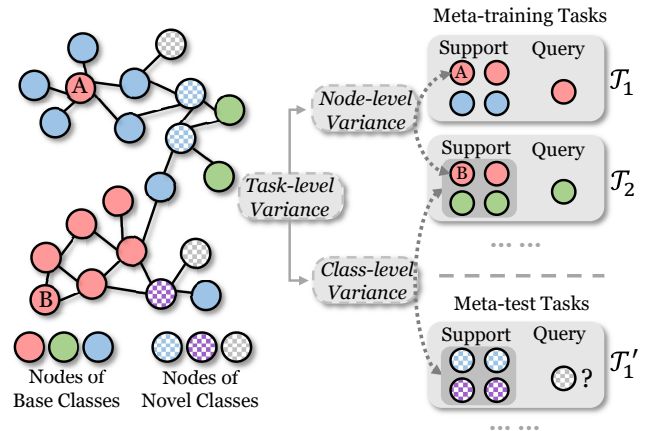 Meta-training Tasks
Support Query
A
𝒯₁
Node-level
Variance
Support Query
B
𝒯₂
... ...
Task-level
Variance
Class-level
Variance
Meta-test Tasks
Support Query
?
𝒯₁′
... ...
A
B
Nodes of
Base Classes
Nodes of
Novel Classes